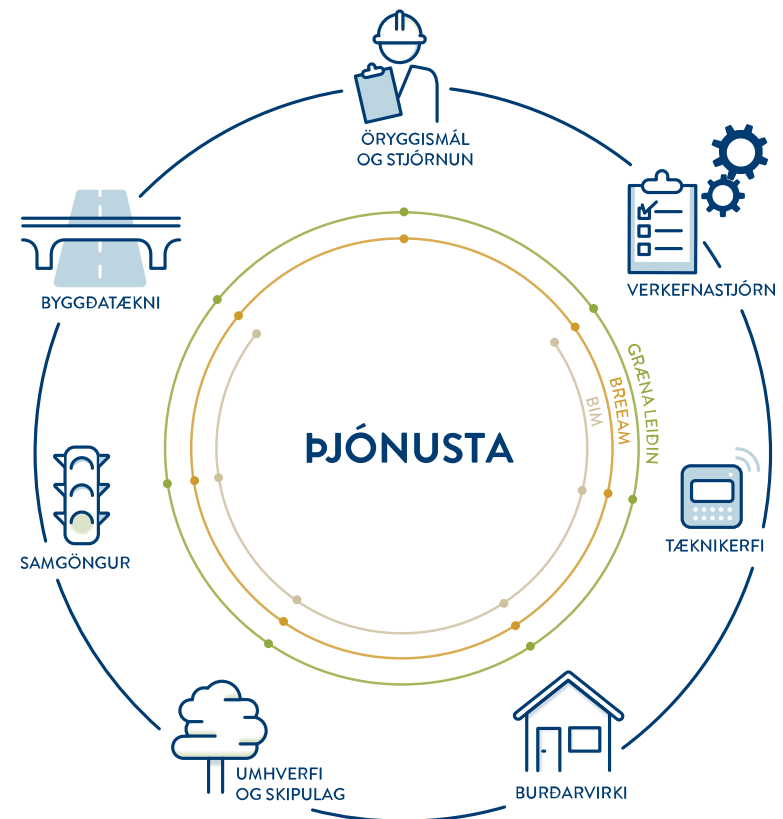 ÖRYGGISMÁL
OG STJÓRNUN
BYGGÐATÆKNI
VERKEFNASTJÓRN
GRÆNA LEIÐIN
BREEAM
BIM
ÞJÓNUSTA
SAMGÖNGUR
TÆKNIKERFI
UMHVERFI
OG SKIPULAG
BURÐARVIRKI